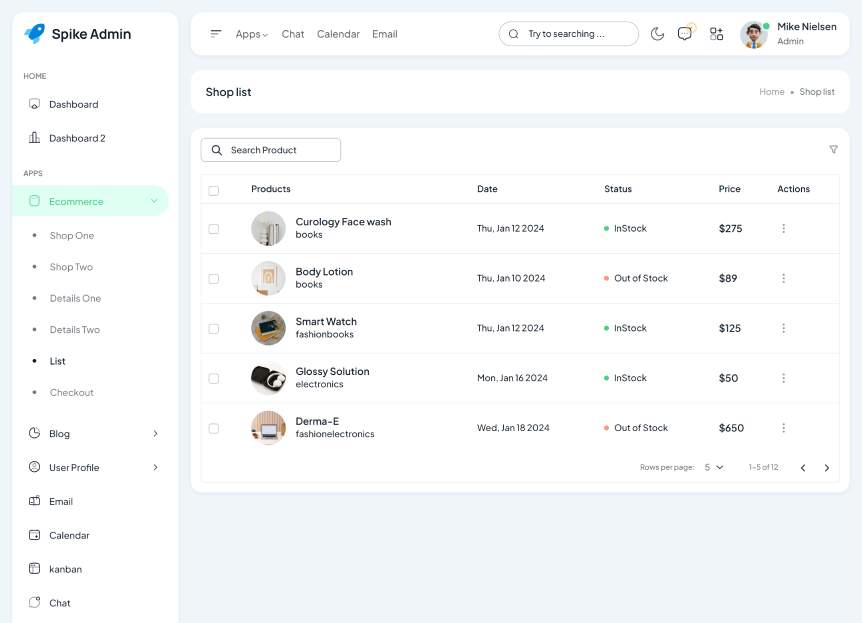 Spike Admin
Apps
Chat
Calendar
Email
Try to searching ...
Mike Nielsen
Admin
HOME
Dashboard
Dashboard 2
APPS
Ecommerce
Shop One
Shop Two
Details One
Details Two
List
Checkout
Blog
User Profile
Email
Calendar
kanban
Chat
Shop list
Home • Shop list
Search Product
Products Date Status Price Actions
Curology Face wash
books
Thu, Jan 12 2024 InStock $275
Body Lotion
books
Thu, Jan 10 2024 Out of Stock $89
Smart Watch
fashionbooks
Thu, Jan 12 2024 InStock $125
Glossy Solution
electronics
Mon, Jan 16 2024 InStock $50
Derma-E
fashionelectronics
Wed, Jan 18 2024 Out of Stock $650
Rows per page: 5 1–5 of 12